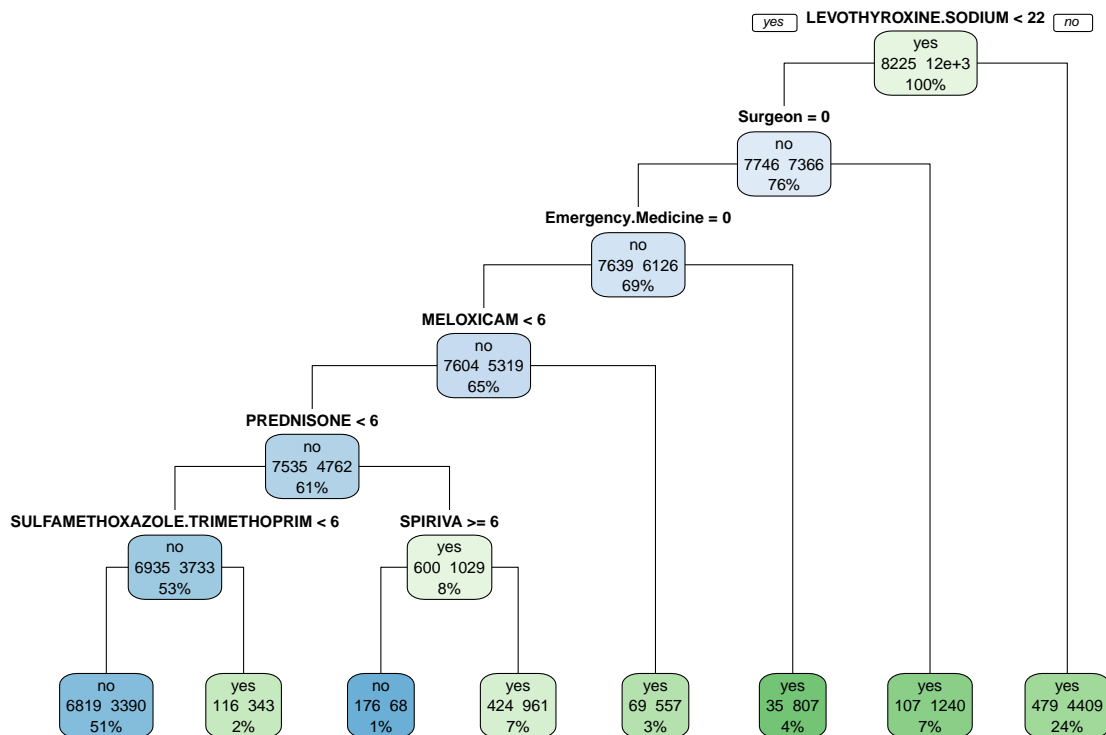 LEVOTHYROXINE.SODIUM < 22
yes
no
yes
8225 12e+3
100%
Surgeon = 0
no
7746 7366
76%
Emergency.Medicine = 0
no
7639 6126
69%
MELOXICAM < 6
no
7604 5319
65%
PREDNISONE < 6
no
7535 4762
61%
SULFAMETHOXAZOLE.TRIMETHOPRIM < 6
SPIRIVA >= 6
no
6935 3733
53%
yes
600 1029
8%
no
6819 3390
51%
yes
116 343
2%
no
176 68
1%
yes
424 961
7%
yes
69 557
3%
yes
35 807
4%
yes
107 1240
7%
yes
479 4409
24%